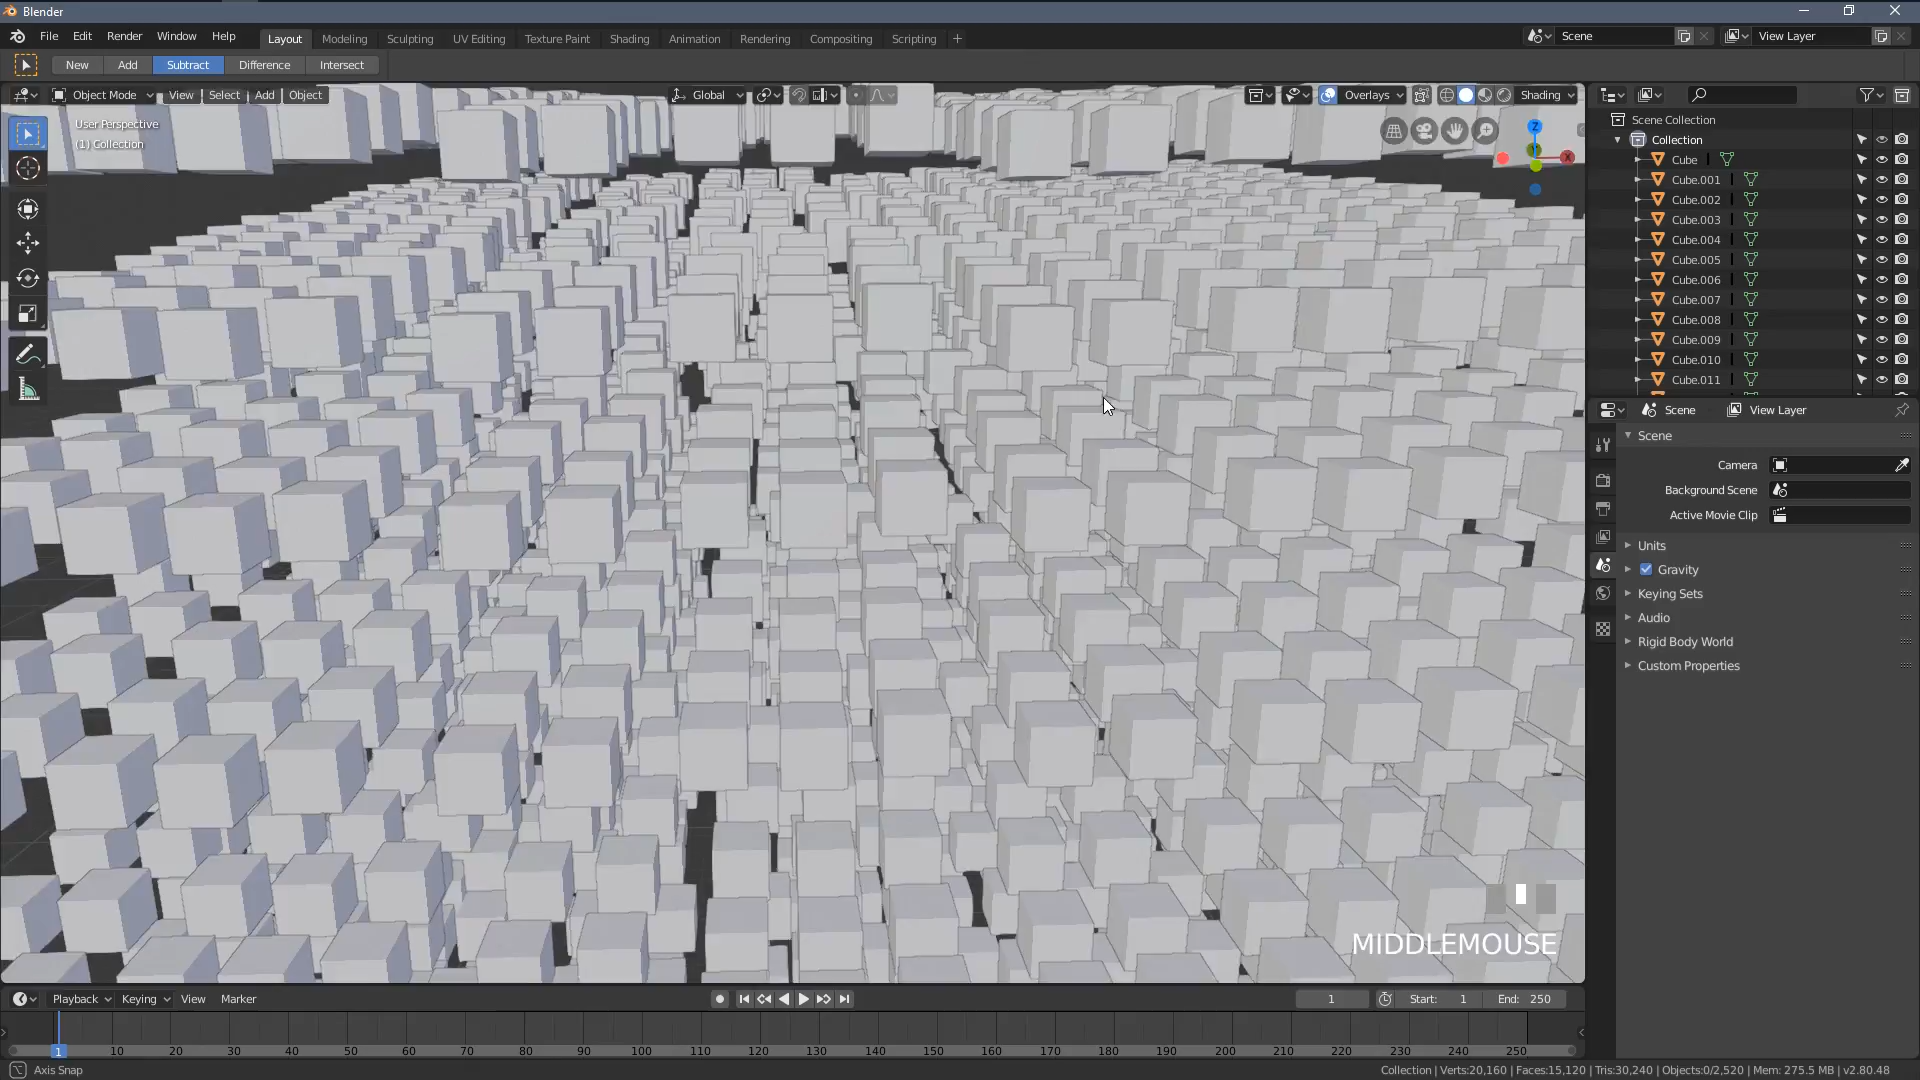 Blender
File Edit Render Window Help Layout Modeling Sculpting UV Editing Texture Paint Shading Animation Rendering Compositing Scripting + Scene View Layer
New Add Subtract Difference Intersect
Object Mode View Select Add Object Global Overlays Shading
User Perspective
(1) Collection
Z
X
Scene Collection
Collection
Cube
Cube.001
Cube.002
Cube.003
Cube.004
Cube.005
Cube.006
Cube.007
Cube.008
Cube.009
Cube.010
Cube.011
Scene View Layer
Scene
Camera
Background Scene
Active Movie Clip
Units
Gravity
Keying Sets
Audio
Rigid Body World
Custom Properties
MIDDLEMOUSE
Playback Keying View Marker 1 Start: 1 End: 250
1 10 20 30 40 50 60 70 80 90 100 110 120 130 140 150 160 170 180 190 200 210 220 230 240 250
Axis Snap Collection | Verts:20,160 | Faces:15,120 | Tris:30,240 | Objects:0/2,520 | Mem: 275.5 MB | v2.80.48